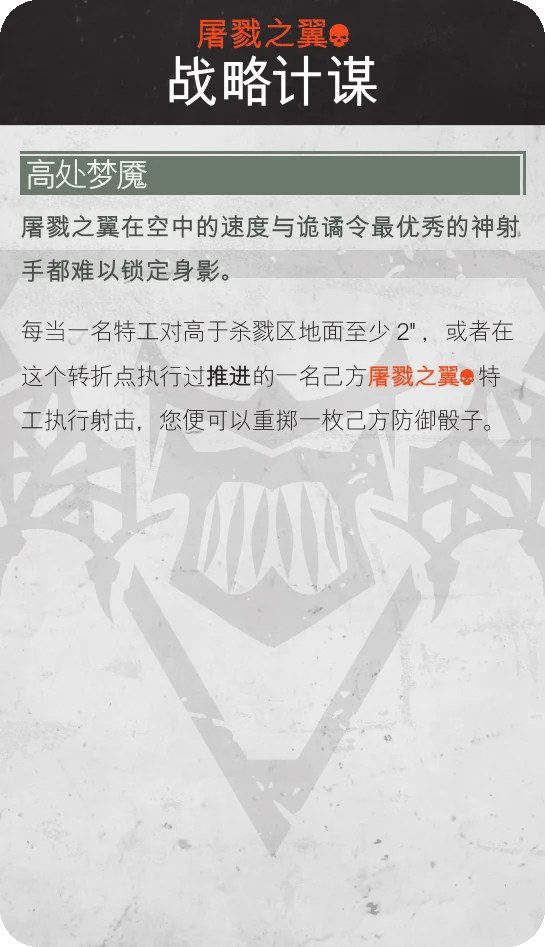 屠戮之翼
战略计谋
高处梦魇
屠戮之翼在空中的速度与诡谲令最优秀的神射
手都难以锁定身影。
每当一名特工对高于杀戮区地面至少 2"，或者在
这个转折点执行过推进的一名己方屠戮之翼特
工执行射击，您便可以重掷一枚己方防御骰子。